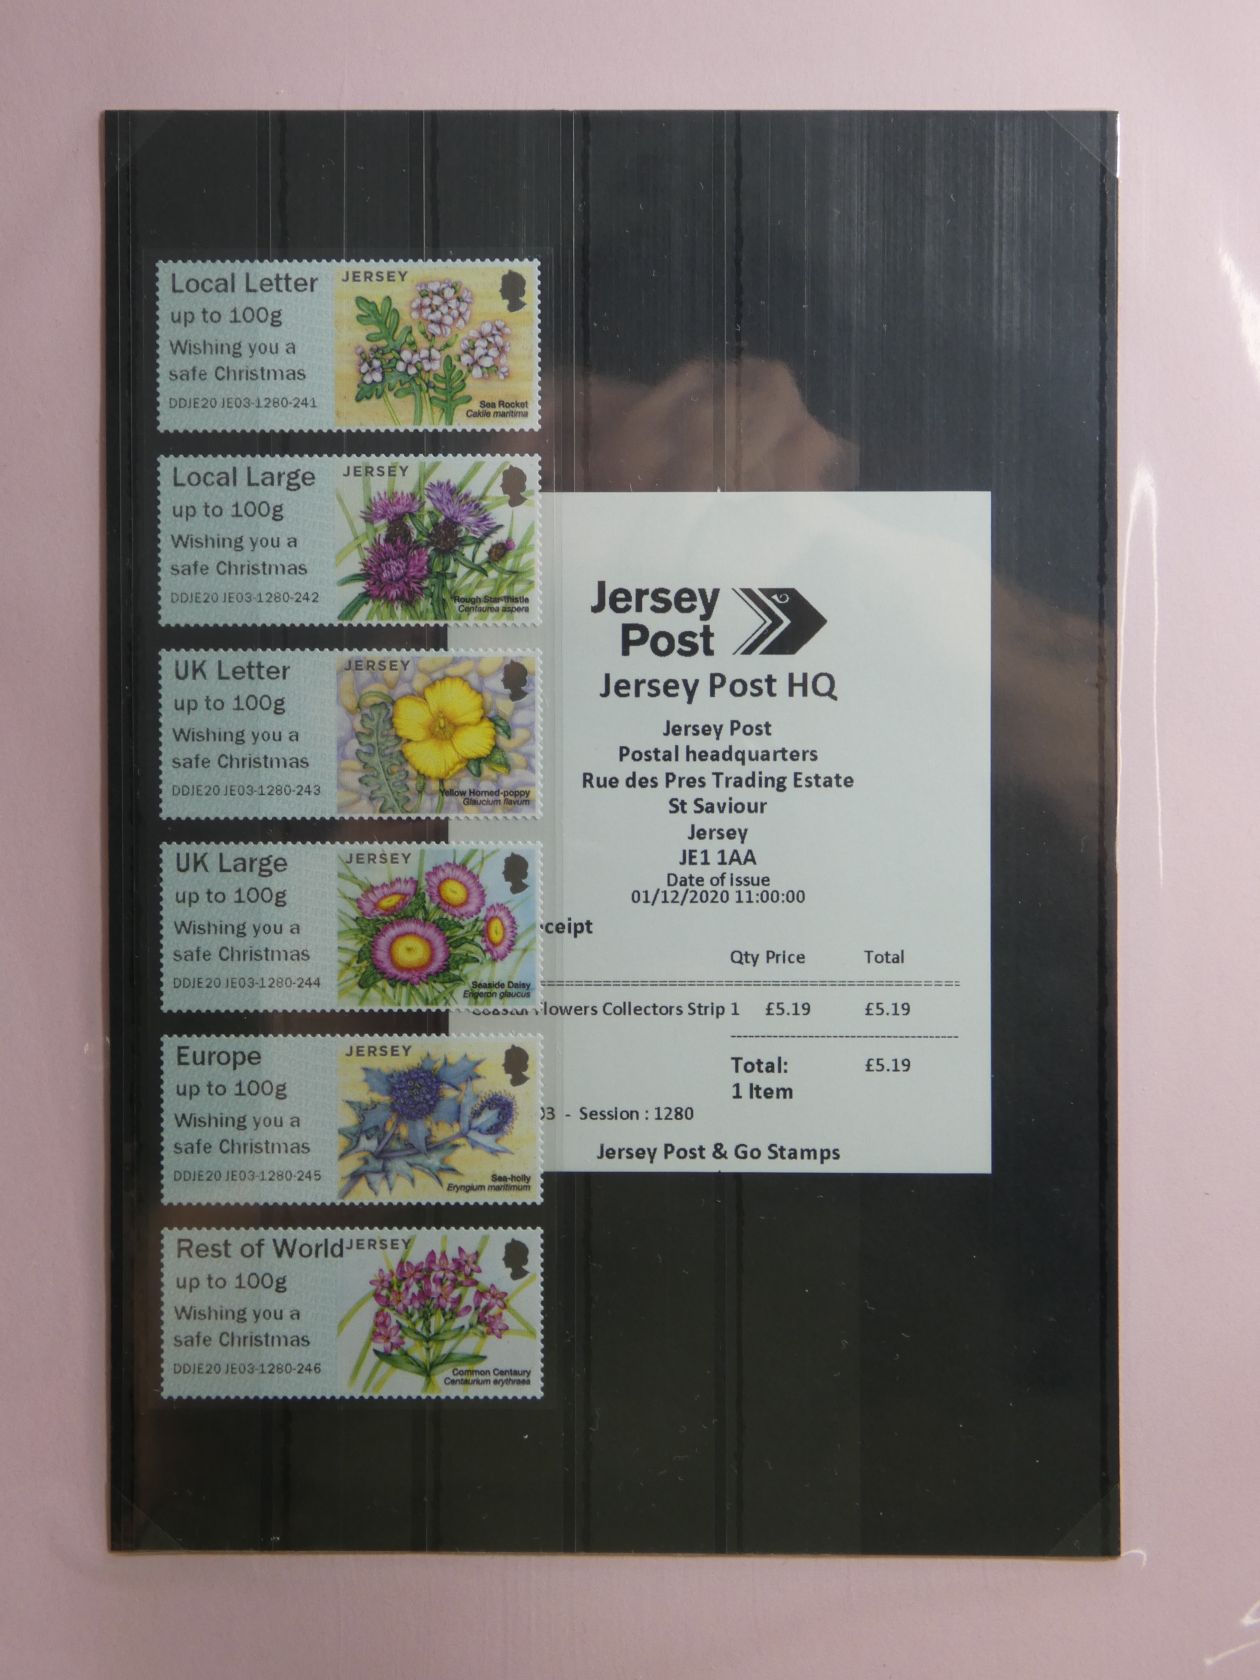 Local Letter
up to 100g
Wishing you a
safe Christmas
DDJE20 JE03-1280-241
JERSEY
Sea Rocket
Cakile maritima
Local Large
up to 100g
Wishing you a
safe Christmas
DDJE20 JE03-1280-242
JERSEY
Rough Star-thistle
Centaurea aspera
UK Letter
up to 100g
Wishing you a
safe Christmas
DDJE20 JE03-1280-243
JERSEY
Yellow Horned-poppy
Glaucium flavum
UK Large
up to 100g
Wishing you a
safe Christmas
DDJE20 JE03-1280-244
JERSEY
Seaside Daisy
Erigeron glaucus
Europe
up to 100g
Wishing you a
safe Christmas
DDJE20 JE03-1280-245
JERSEY
Sea-holly
Eryngium maritimum
Rest of World
up to 100g
Wishing you a
safe Christmas
DDJE20 JE03-1280-246
JERSEY
Common Centaury
Centaurium erythraea
Jersey
Post
Jersey Post HQ
Jersey Post
Postal headquarters
Rue des Pres Trading Estate
St Saviour
Jersey
JE1 1AA
Date of issue
01/12/2020 11:00:00
ceipt
Qty Price Total
Coastal Flowers Collectors Strip 1 £5.19 £5.19
Total: £5.19
1 Item
03 - Session : 1280
Jersey Post & Go Stamps